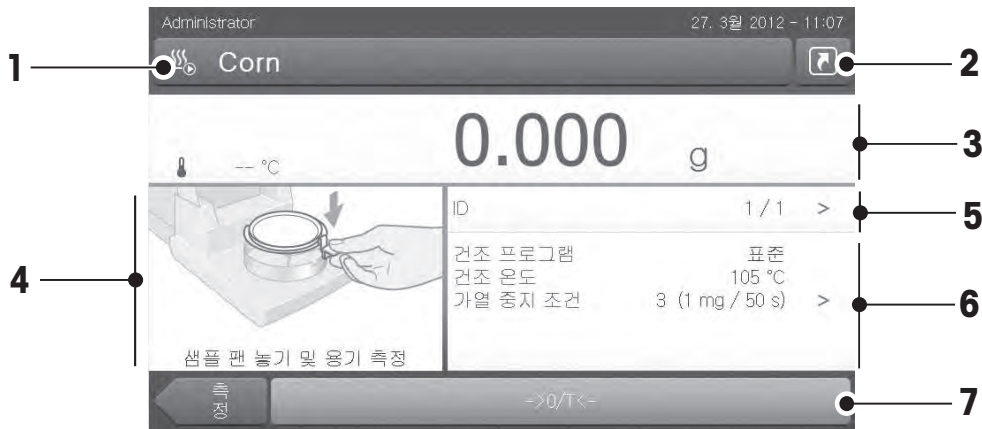 Administrator 27. 3월 2012 - 11:07
1 Corn 2
0.000 g 3
-- °C
4
ID 1 / 1 > 5
건조 프로그램 표준
건조 온도 105 °C
가열 중지 조건 3 (1 mg / 50 s) > 6
샘플 팬 놓기 및 용기 측정
측정 ->0/T<- 7